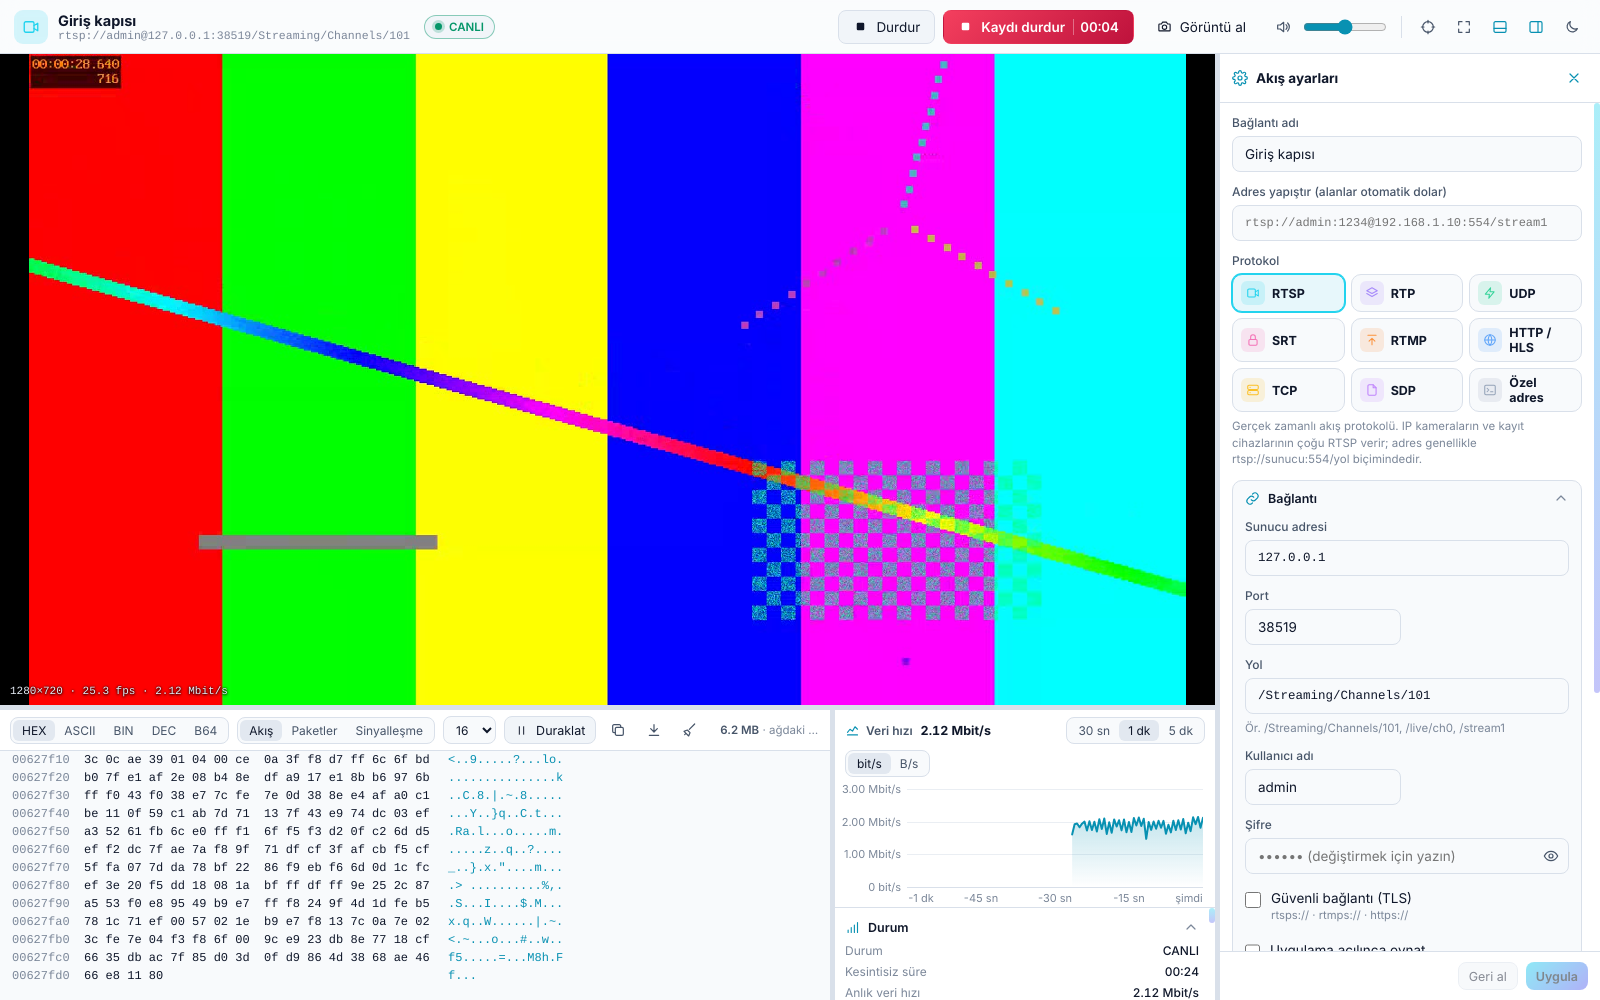 Giriş kapısı
rtsp://admin@127.0.0.1:38519/Streaming/Channels/101
CANLI
Durdur
Kaydı durdur 00:04
Görüntü al
00:00:28.640
716
1280×720 · 25.3 fps · 2.12 Mbit/s
HEX ASCII BIN DEC B64
Akış Paketler Sinyalleşme
16
Duraklat
6.2 MB · ağdaki ...
00627f10 3c 0c ae 39 01 04 00 ce 0a 3f f8 d7 ff 6c 6f bd <..9.....?...lo.
00627f20 b0 7f e1 af 2e 08 b4 8e df a9 17 e1 8b b6 97 6b ...............k
00627f30 ff f0 43 f0 38 e7 7c fe 7e 0d 38 8e e4 af a0 c1 ..C.8.|.~.8.....
00627f40 be 11 0f 59 c1 ab 7d 71 13 7f 43 e9 74 dc 03 ef ...Y..}q..C.t...
00627f50 a3 52 61 fb 6c e0 ff f1 6f f5 f3 d2 0f c2 6d d5 .Ra.l...o.....m.
00627f60 ef f2 dc 7f ae 7a f8 9f 71 df cf 3f af cb f5 cf .....z..q..?....
00627f70 5f fa 07 7d da 78 bf 22 86 f9 eb f6 6d 0d 1c fc _..}.x."....m...
00627f80 ef 3e 20 f5 dd 18 08 1a bf ff df ff 9e 25 2c 87 .> ..........%,.
00627f90 a5 53 f0 e8 95 49 b9 e7 ff f8 24 9f 4d 1d fe b5 .S...I....$.M...
00627fa0 78 1c 71 ef 00 57 02 1e b9 e7 f8 13 7c 0a 7e 02 x.q..W......|.~.
00627fb0 3c fe 7e 04 f3 f8 6f 00 9c e9 23 db 8e 77 18 cf <.~...o...#..w..
00627fc0 66 35 db ac 7f 85 d0 3d 0f d9 86 4d 38 68 ae 46 f5.....=...M8h.F
00627fd0 66 e8 11 80 f...
Veri hızı 2.12 Mbit/s
30 sn 1 dk 5 dk
bit/s B/s
3.00 Mbit/s
2.00 Mbit/s
1.00 Mbit/s
0 bit/s
-1 dk -45 sn -30 sn -15 sn şimdi
Durum
Durum CANLI
Kesintisiz süre 00:24
Anlık veri hızı 2.12 Mbit/s
Akış ayarları
Bağlantı adı
Giriş kapısı
Adres yapıştır (alanlar otomatik dolar)
rtsp://admin:1234@192.168.1.10:554/stream1
Protokol
RTSP RTP UDP
SRT RTMP HTTP / HLS
TCP SDP Özel adres
Gerçek zamanlı akış protokolü. IP kameraların ve kayıt
cihazlarının çoğu RTSP verir; adres genellikle
rtsp://sunucu:554/yol biçimindedir.
Bağlantı
Sunucu adresi
127.0.0.1
Port
38519
Yol
/Streaming/Channels/101
Ör. /Streaming/Channels/101, /live/ch0, /stream1
Kullanıcı adı
admin
Şifre
•••••• (değiştirmek için yazın)
Güvenli bağlantı (TLS)
rtsps:// · rtmps:// · https://
Uygulama açılınca oynat
Geri al
Uygula